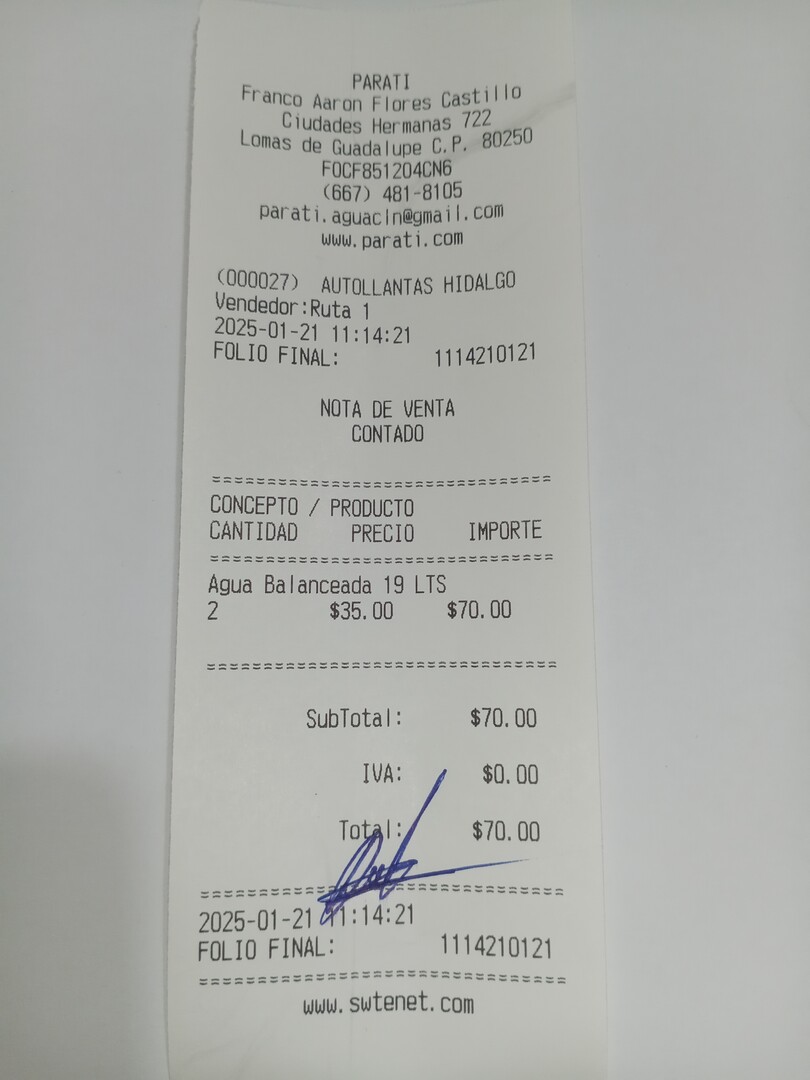 PARATI
Franco Aaron Flores Castillo
Ciudades Hermanas 722
Lomas de Guadalupe C.P. 80250
FOCF851204CN6
(667) 481-8105
parati.aguacln@gmail.com
www.parati.com
(000027) AUTOLLANTAS HIDALGO
Vendedor:Ruta 1
2025-01-21 11:14:21
FOLIO FINAL: 1114210121
NOTA DE VENTA
CONTADO
================================
CONCEPTO / PRODUCTO
CANTIDAD PRECIO IMPORTE
================================
Agua Balanceada 19 LTS
2 $35.00 $70.00
================================
SubTotal: $70.00
IVA: $0.00
Total: $70.00
================================
2025-01-21 11:14:21
FOLIO FINAL: 1114210121
================================
www.swtenet.com